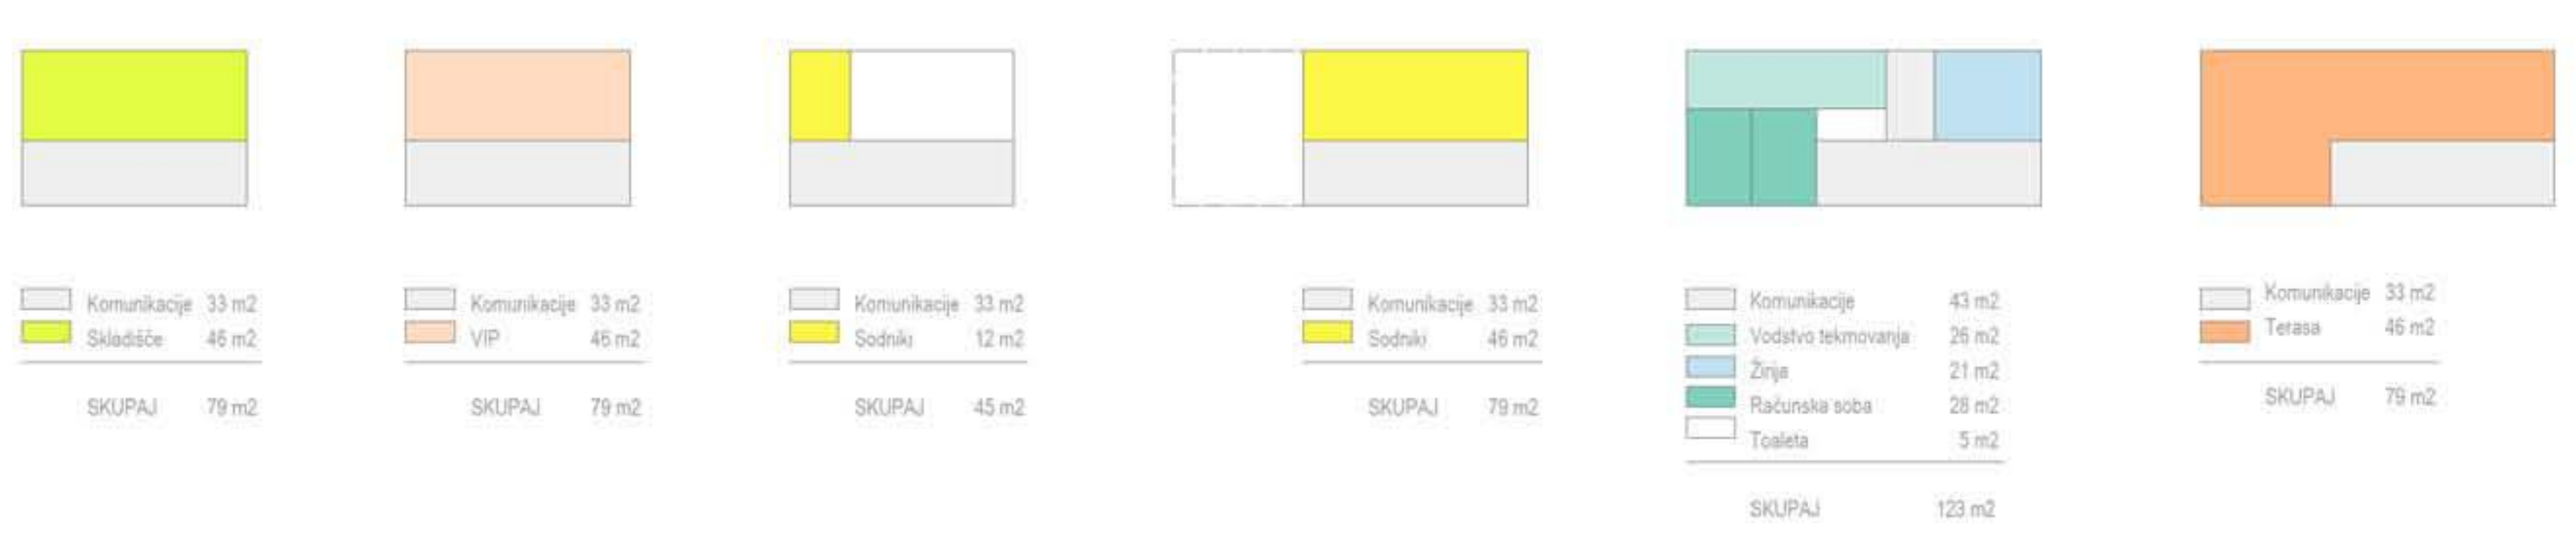 Komunikacije 33 m2
Skladišče 46 m2
SKUPAJ 79 m2
Komunikacije 33 m2
VIP 46 m2
SKUPAJ 79 m2
Komunikacije 33 m2
Sodniki 12 m2
SKUPAJ 45 m2
Komunikacije 33 m2
Sodniki 46 m2
SKUPAJ 79 m2
Komunikacije 43 m2
Vodstvo tekmovanja 26 m2
Žirija 21 m2
Računska soba 28 m2
Toaleta 5 m2
SKUPAJ 123 m2
Komunikacije 33 m2
Terasa 46 m2
SKUPAJ 79 m2